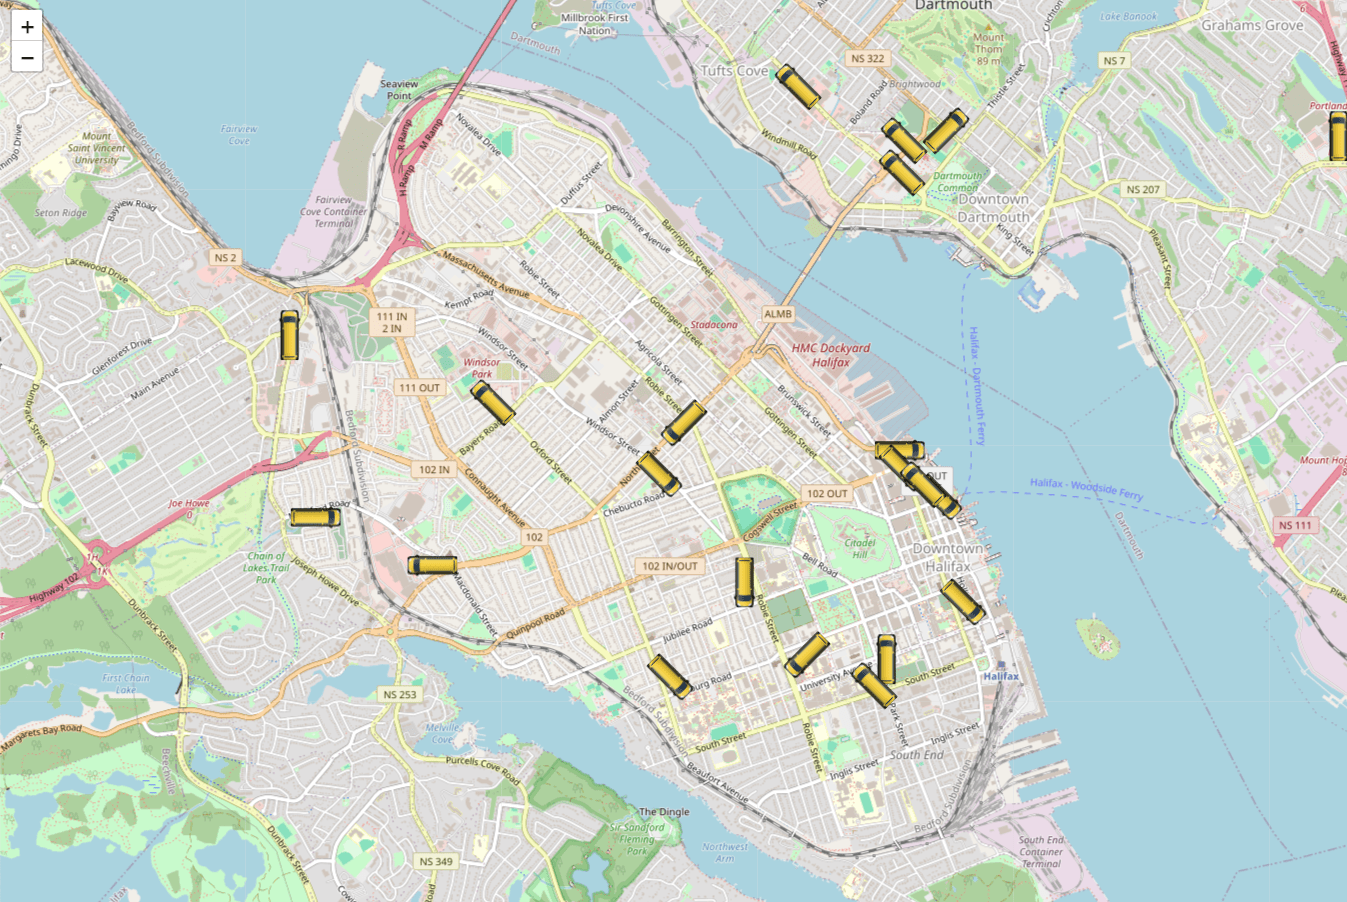 +
−
Dartmouth
Tufts Cove
Millbrook First
Nation
Dartmouth
Lake Banook
Grahams Grove
Mount
Thom
89 m
NS 7
NS 322
Tufts Cove
Brightwood
Boland Road
Thistle Street
Highway
Portland
Seaview
Point
Fairview
Cove
Bedford Subdivision
R Ramp
M Ramp
H Ramp
Novalea Drive
Windmill Road
Mount
Saint Vincent
University
Duffus Street
Dartmouth
Common
NS 207
Downtown
Dartmouth
Seton Ridge
Bayview Road
Fairview
Cove Container
Terminal
Devonshire Avenue
Barrington Street
Novalea Drive
King Street
Pleasant Street
NS 2
Lacewood Drive
Massachusetts Avenue
Robie Street
Kempt Road
Gottingen Street
ALMB
111 IN
2 IN
Stadacona
Glenforest Drive
Main Avenue
Windsor Street
Agricola Street
HMC Dockyard
Halifax
Halifax - Dartmouth Ferry
Windsor
Park
111 OUT
Robie Street
Almon Street
Brunswick Street
Gottingen Street
Dunbrack Street
Bedford Subdivision
Bayers Road
Oxford Street
Windsor Street
102 IN
Connaught Avenue
North
Chebucto Road
102 OUT
OUT
Halifax - Woodside Ferry
Mount Ho
Joe Howe
Road
Cogswell Street
NS 111
Dartmouth
102
Citadel
Hill
Downtown
Halifax
1H
1K
Highway 102
Chain of
Lakes Trail
Park
Joseph Howe Drive
102 IN/OUT
Bell Road
Macdonald Street
Quinpool Road
Robie Street
Jubilee Road
Dunbrack Street
First Chain
Lake
NS 253
University Avenue
South Street
Halifax
Bedford Subdivision
Park Street
Margarets Bay Road
Melville
Cove
South Street
Robie Street
Inglis Street
South End
Beechville
Purcells Cove Road
Beaufort Avenue
Inglis Street
Bedford Subdivision
The Dingle
Sir Sandford
Fleming
Park
Northwest
Arm
South End
Container
Terminal
Dunbrack Street
NS 349